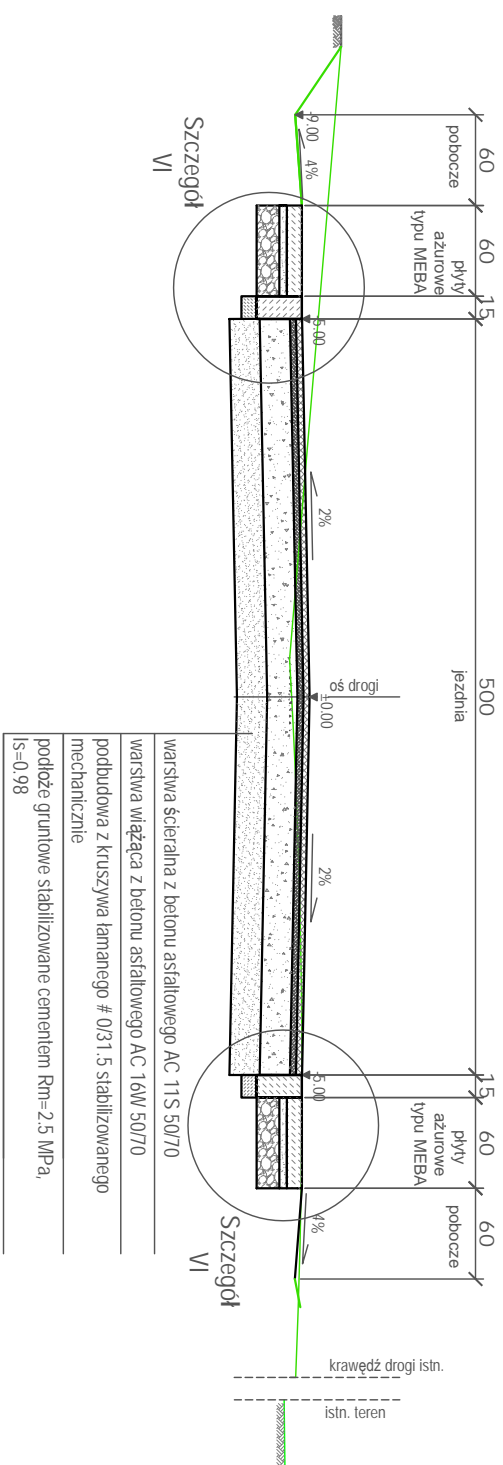 60
pobocze
60
płyty
ażurowe
typu MEBA
15
500
jezdnia
15
60
płyty
ażurowe
typu MEBA
60
pobocze
-9.00
4%
-5.00
2%
oś drogi
±0.00
2%
-5.00
4%
Szczegół
VI
Szczegół
VI
krawędź drogi istn.
istn. teren
warstwa ścieralna z betonu asfaltowego AC 11S 50/70
warstwa wiążąca z betonu asfaltowego AC 16W 50/70
podbudowa z kruszywa łamanego # 0/31.5 stabilizowanego
mechanicznie
podłoże gruntowe stabilizowane cementem Rm=2.5 MPa,
Is=0.98